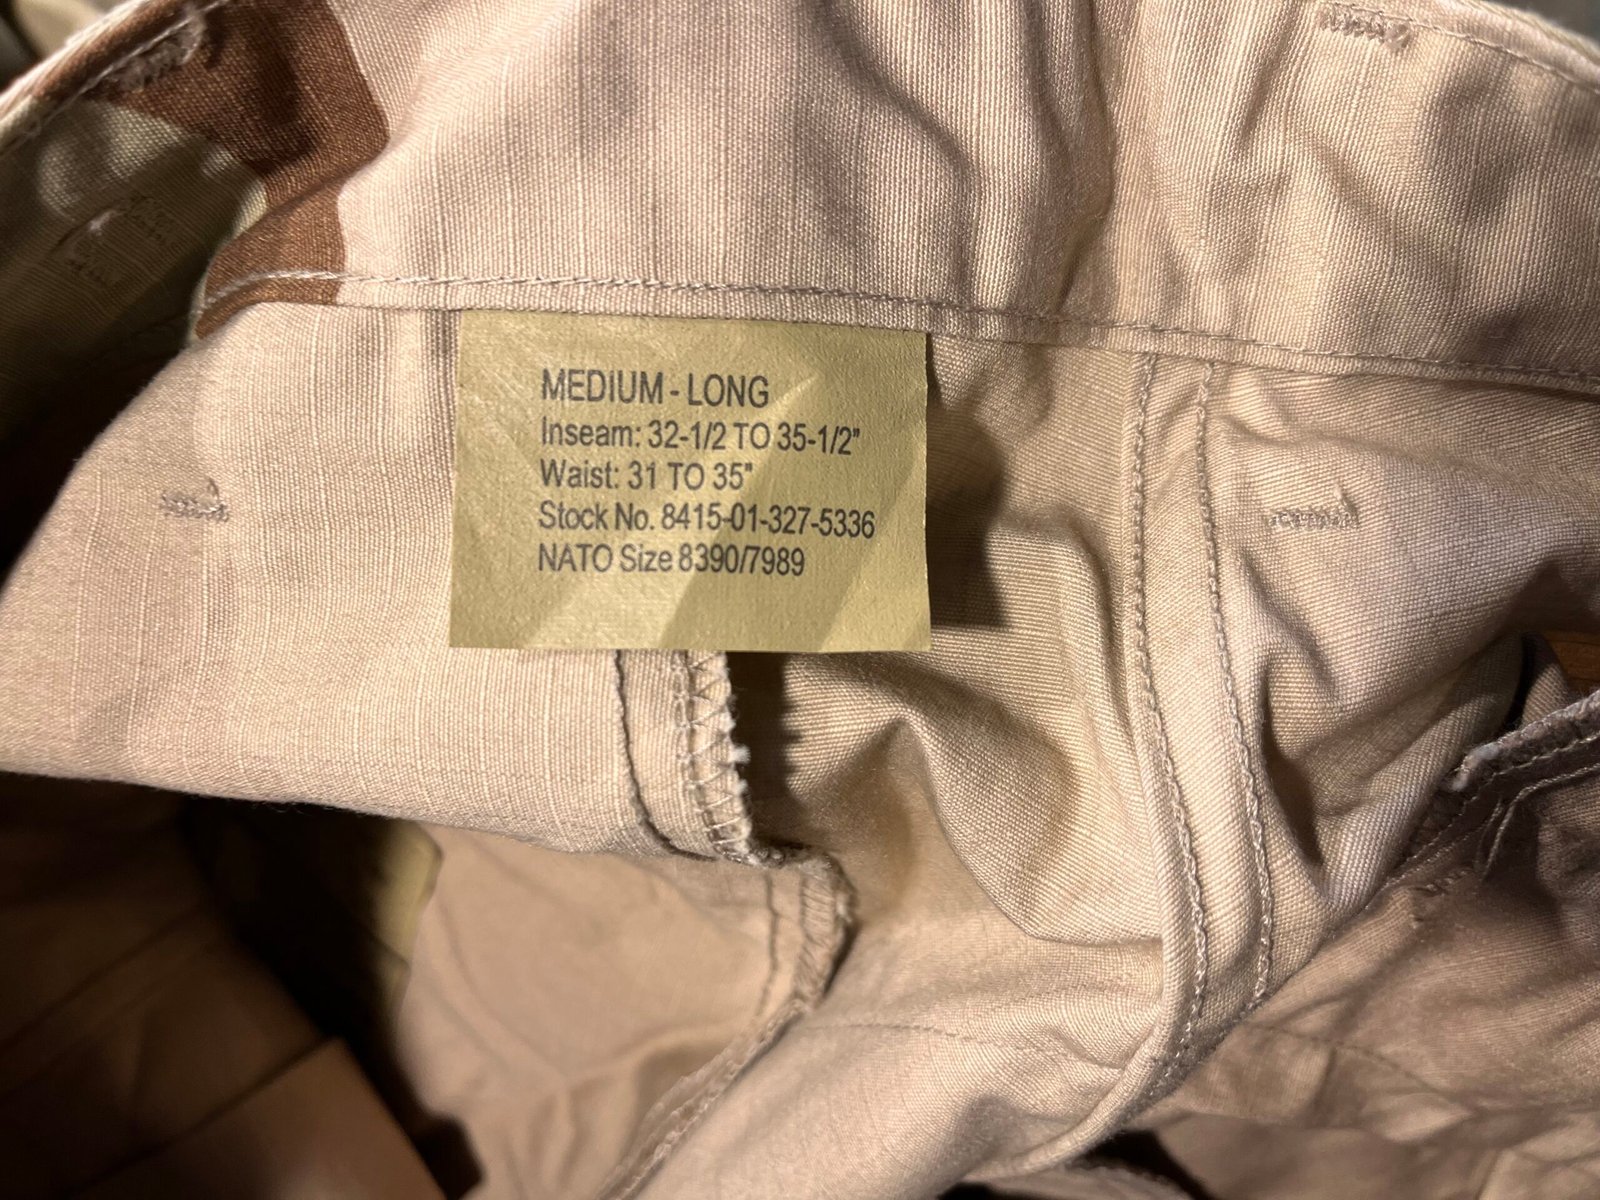 MEDIUM - LONG
Inseam: 32-1/2 TO 35-1/2"
Waist: 31 TO 35"
Stock No. 8415-01-327-5336
NATO Size 8390/7989